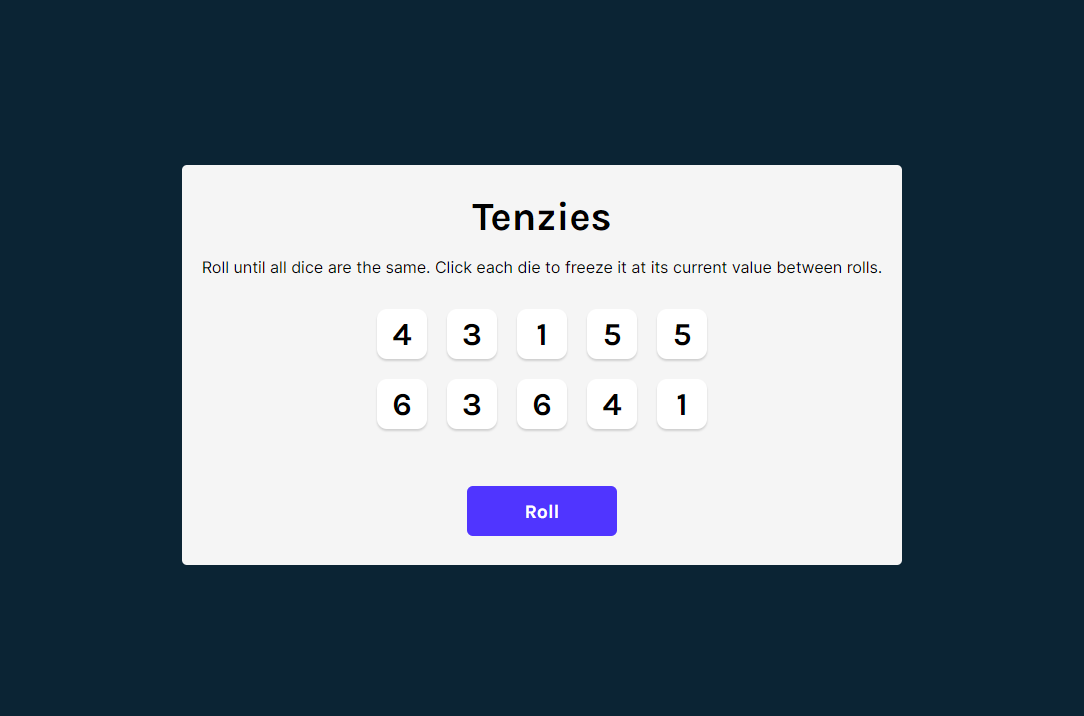 Tenzies
Roll until all dice are the same. Click each die to freeze it at its current value between rolls.
4 3 1 5 5
6 3 6 4 1
Roll